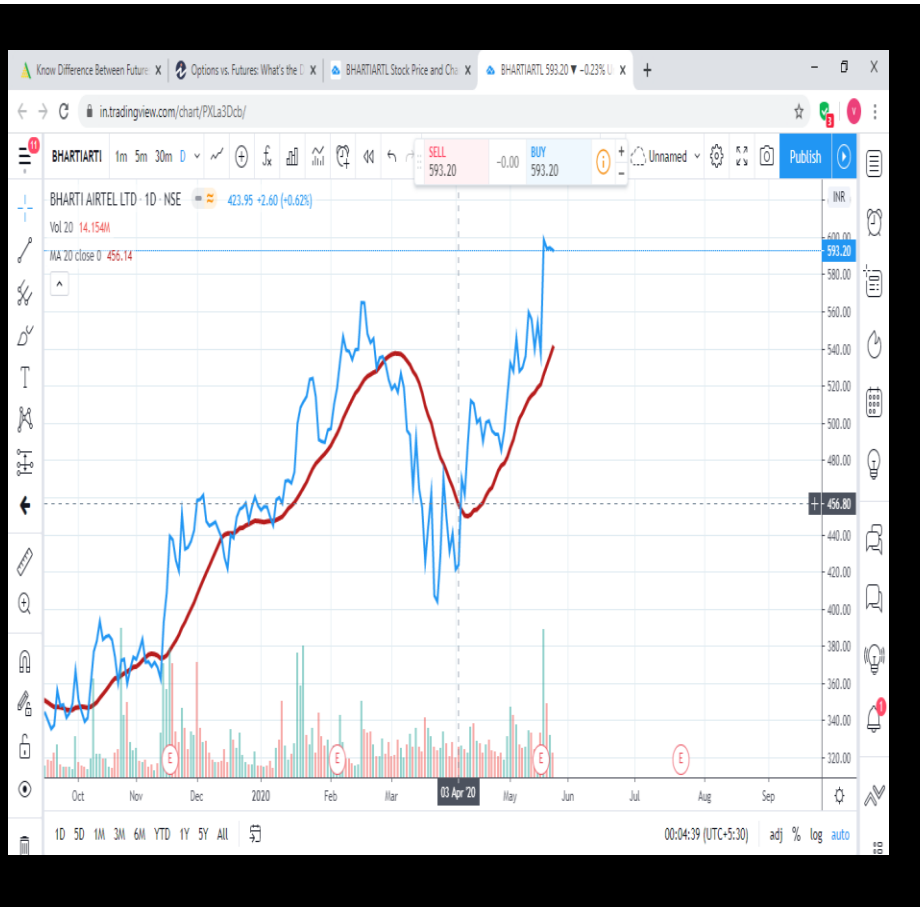 Know Difference Between Future X
Options vs. Futures: What's the D X
BHARTIARTL Stock Price and Cha X
BHARTIARTL 593.20 ▼ −0.23% U X +
in.tradingview.com/chart/PXLa3Dcb/
3 V
11 BHARTIARTI 1m 5m 30m D
SELL
593.20
−0.00
BUY
593.20
Unnamed
Publish
BHARTI AIRTEL LTD · 1D · NSE 423.95 +2.60 (+0.62%)
INR
Vol 20 14.154M
MA 20 close 0 456.14
600.00
593.20
580.00
560.00
540.00
520.00
500.00
480.00
456.80
440.00
420.00
400.00
380.00
360.00
340.00
320.00
E E E E
1
Oct Nov Dec 2020 Feb Mar 03 Apr '20 May Jun Jul Aug Sep
1D 5D 1M 3M 6M YTD 1Y 5Y All
00:04:39 (UTC+5:30) adj % log auto